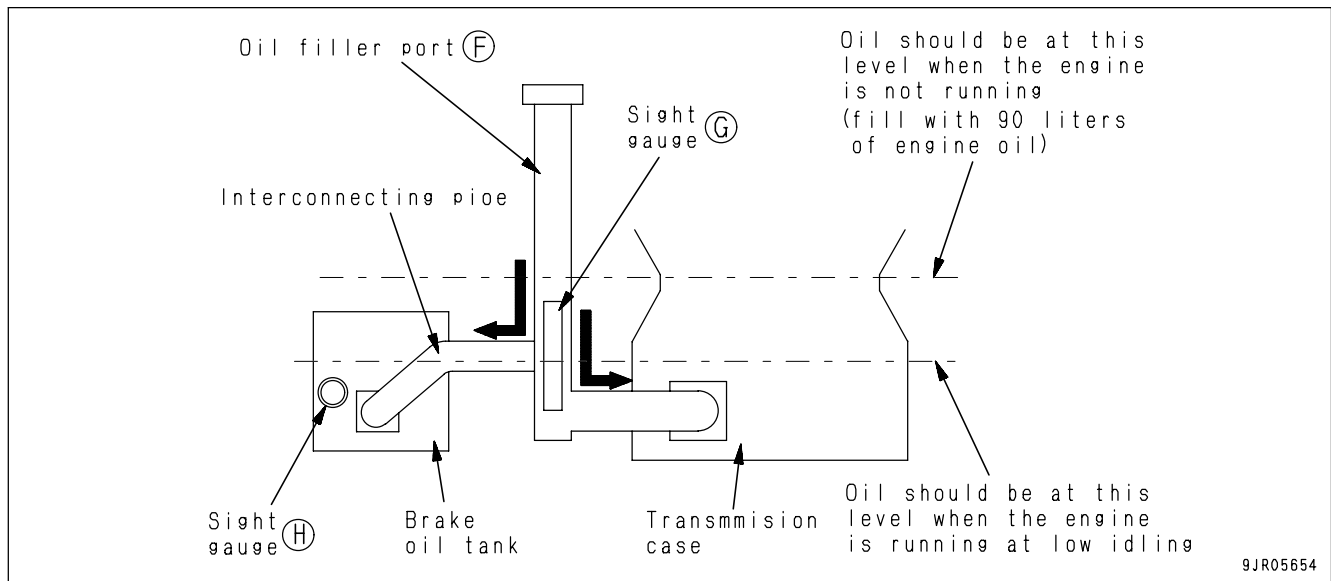 Oil filler port F
Oil should be at this
level when the engine
is not running
(fill with 90 liters
of engine oil)
Sight
gauge G
Interconnecting pioe
Sight
gauge H
Brake
oil tank
Transmmision
case
Oil should be at this
level when the engine
is running at low idling
9JR05654